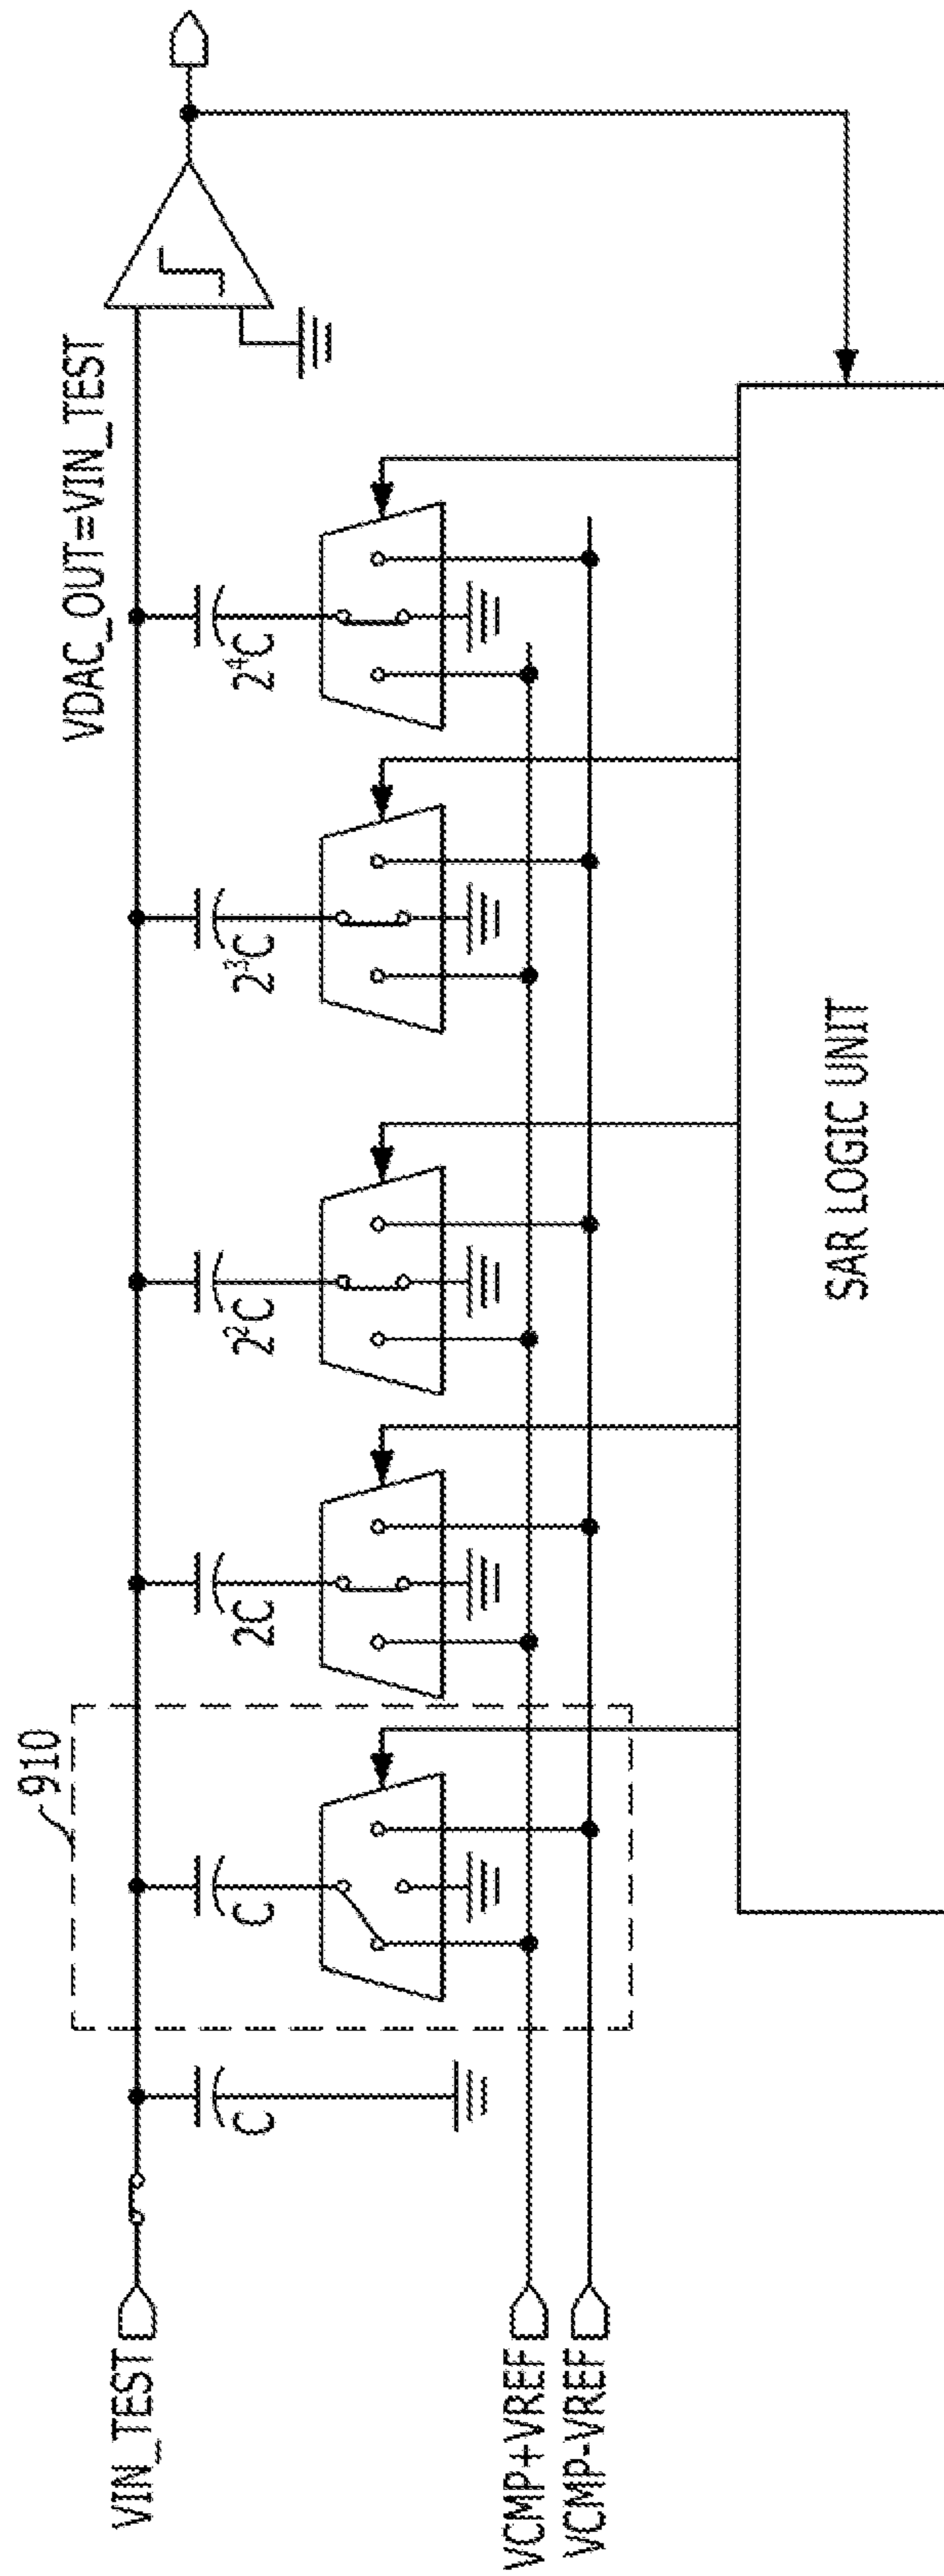 910
VDAC_OUT=VIN_TEST
VIN_TEST
C
C
2C
2²C
2³C
2⁴C
VCMP+VREF
VCMP-VREF
SAR LOGIC UNIT